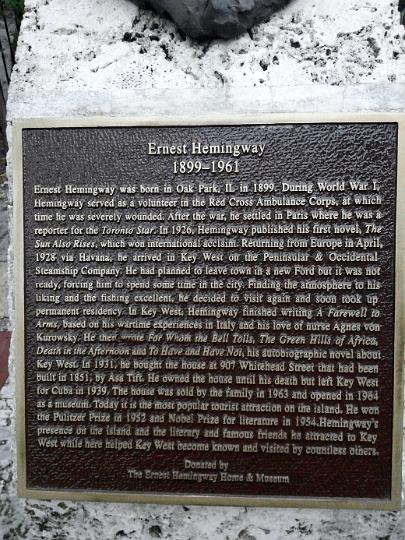 Ernest Hemingway
1899-1961
Ernest Hemingway was born in Oak Park, IL in 1899. During World War I,
Hemingway served as a volunteer in the Red Cross Ambulance Corps, at which
time he was severely wounded. After the war, he settled in Paris where he was a
reporter for the Toronto Star. In 1926, Hemingway published his first novel, The
Sun Also Rises, which won international acclaim. Returning from Europe in April,
1928 via Havana, he arrived in Key West on the Peninsular & Occidental
Steamship Company. He had planned to leave town in a new Ford but it was not
ready, forcing him to spend some time in the city. Finding the atmosphere to his
liking and the fishing excellent, he decided to visit again and soon took up
permanent residency. In Key West, Hemingway finished writing A Farewell to
Arms, based on his wartime experiences in Italy and his love of nurse Agnes von
Kurowsky. He then wrote For Whom the Bell Tolls, The Green Hills of Africa,
Death in the Afternoon and To Have and Have Not, his autobiographic novel about
Key West. In 1931, he bought the house at 907 Whitehead Street that had been
built in 1851, by Asa Tift. He owned the house until his death but left Key West
for Cuba in 1939. The house was sold by the family in 1963 and opened in 1964
as a museum. Today it is the most popular tourist attraction on the island. He won
the Pulitzer Prize in 1952 and Nobel Prize for literature in 1954.Hemingway's
presence on the island and the literary and famous friends he attracted to Key
West while here helped Key West become known and visited by countless others.
Donated by
The Ernest Hemingway Home & Museum